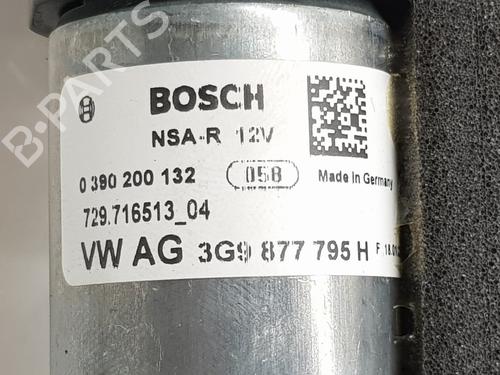 B-PARTS
BOSCH
NSA-R 12V
0 390 200 132 058 Made in Germany
729.716513_04
VW AG 3G9 877 795 H F